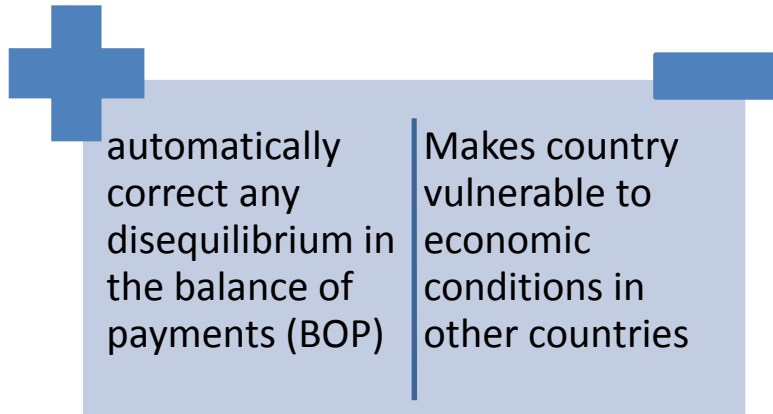 automatically
correct any
disequilibrium in
the balance of
payments (BOP)
Makes country
vulnerable to
economic
conditions in
other countries